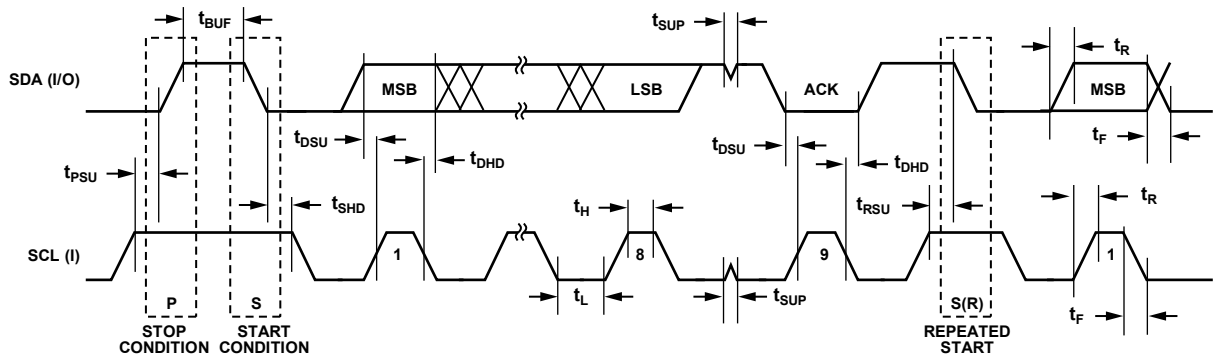 tBUF
tSUP
SDA (I/O)
MSB
LSB
ACK
tR
MSB
tF
tDSU
tDHD
tDSU
tDHD
tPSU
tSHD
tH
tRSU
tR
SCL (I)
1
8
9
1
P
S
tL
tSUP
S(R)
tF
STOP
CONDITION
START
CONDITION
REPEATED
START